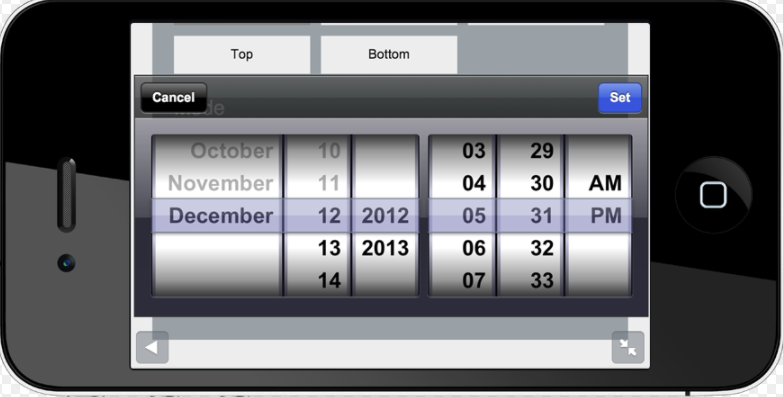 Top Bottom
Cancel Set
October 10 03 29
November 11 04 30 AM
December 12 2012 05 31 PM
13 2013 06 32
14 07 33